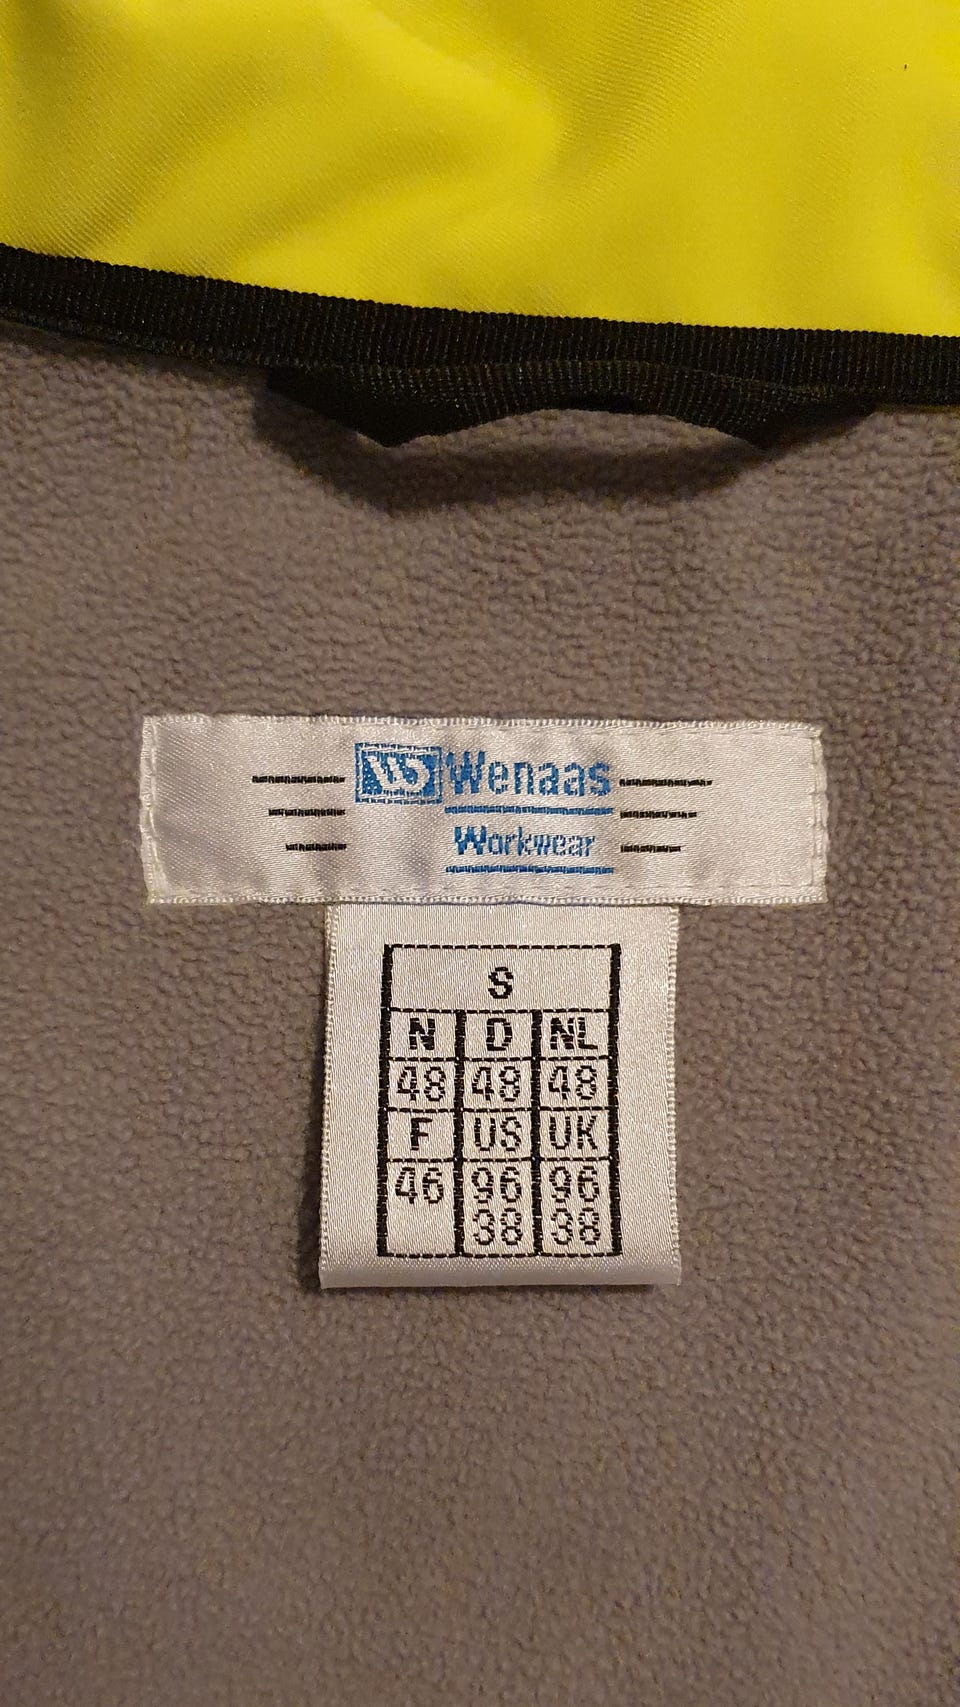 Wenaas
Workwear
S
N D NL
48 48 48
F US UK
46 96 96
38 38